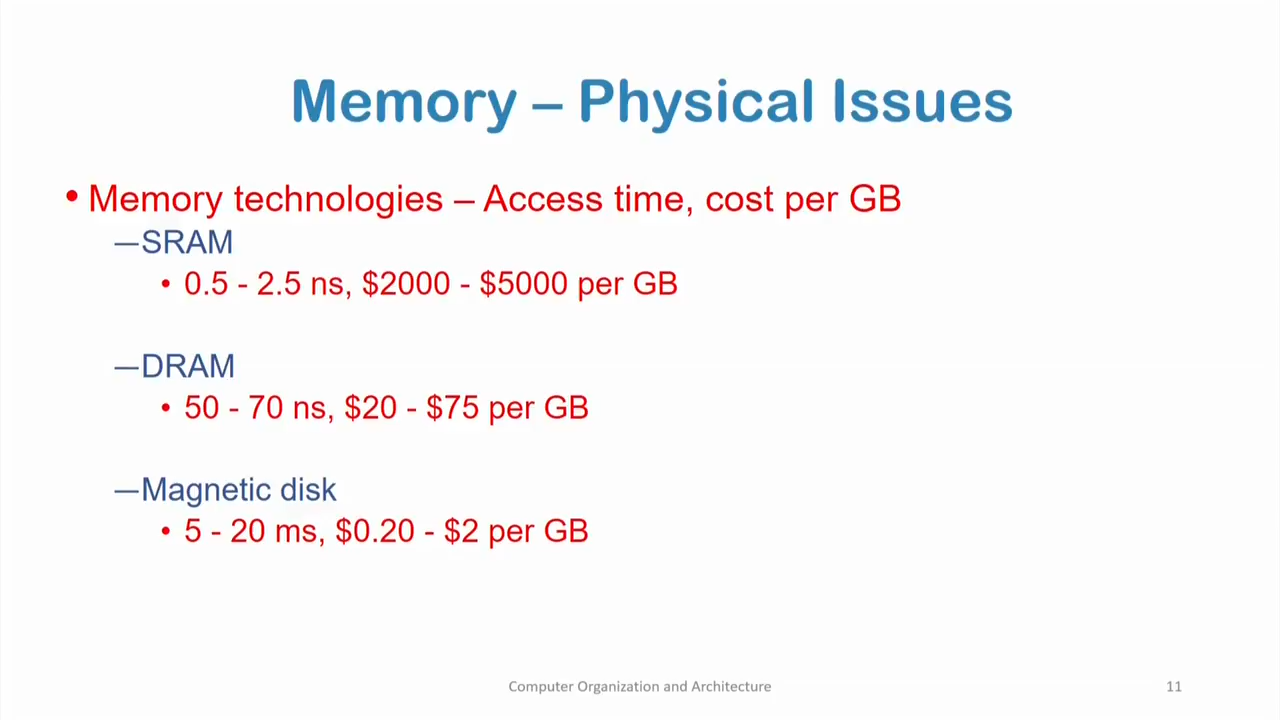 Memory – Physical Issues
• Memory technologies – Access time, cost per GB
—SRAM
• 0.5 - 2.5 ns, $2000 - $5000 per GB
—DRAM
• 50 - 70 ns, $20 - $75 per GB
—Magnetic disk
• 5 - 20 ms, $0.20 - $2 per GB
Computer Organization and Architecture
11